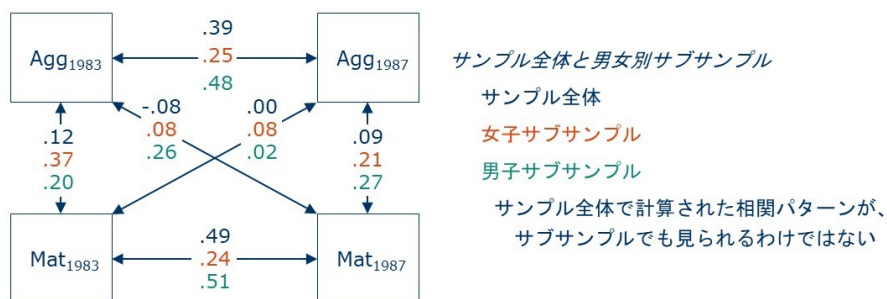 .39
Agg1983
.25
Agg1987
.48
サンプル全体と男女別サブサンプル
サンプル全体
-.08
.00
.08
.08
.26
.02
女子サブサンプル
.12
.37
.20
.09
.21
.27
男子サブサンプル
サンプル全体で計算された相関パターンが、
サブサンプルでも見られるわけではない
.49
Mat1983
.24
Mat1987
.51